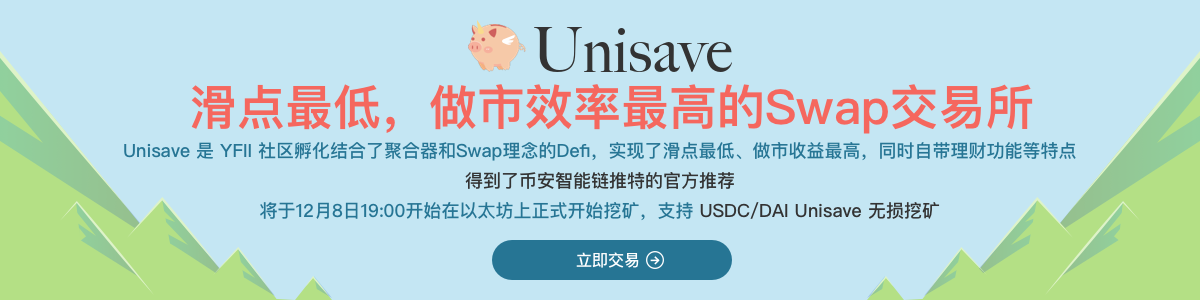 Unisave
滑点最低，做市效率最高的Swap交易所
Unisave 是 YFII 社区孵化结合了聚合器和Swap理念的Defi，实现了滑点最低、做市收益最高，同时自带理财功能等特点
得到了币安智能链推特的官方推荐
将于12月8日19:00开始在以太坊上正式开始挖矿，支持 USDC/DAI Unisave 无损挖矿
立即交易